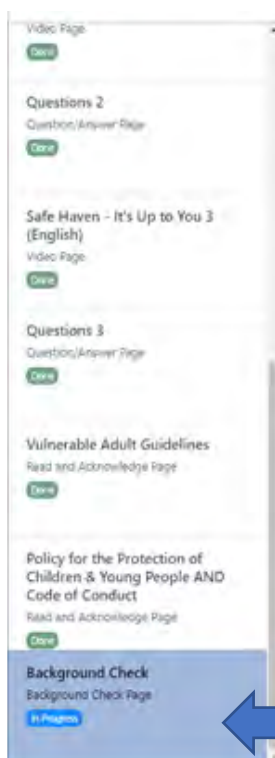 Video Page
Done
Questions 2
Question/Answer Page
Done
Safe Haven - It's Up to You 3
(English)
Video Page
Done
Questions 3
Question/Answer Page
Done
Vulnerable Adult Guidelines
Read and Acknowledge Page
Done
Policy for the Protection of
Children & Young People AND
Code of Conduct
Read and Acknowledge Page
Done
Background Check
Background Check Page
In Progress